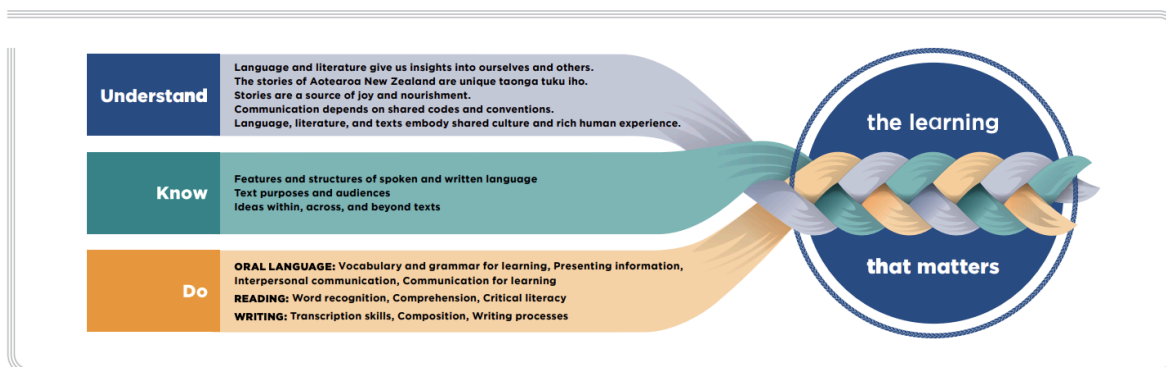 Understand
Language and literature give us insights into ourselves and others.
The stories of Aotearoa New Zealand are unique taonga tuku iho.
Stories are a source of joy and nourishment.
Communication depends on shared codes and conventions.
Language, literature, and texts embody shared culture and rich human experience.
Know
Features and structures of spoken and written language
Text purposes and audiences
Ideas within, across, and beyond texts
Do
ORAL LANGUAGE: Vocabulary and grammar for learning, Presenting information,
Interpersonal communication, Communication for learning
READING: Word recognition, Comprehension, Critical literacy
WRITING: Transcription skills, Composition, Writing processes
the learning
that matters